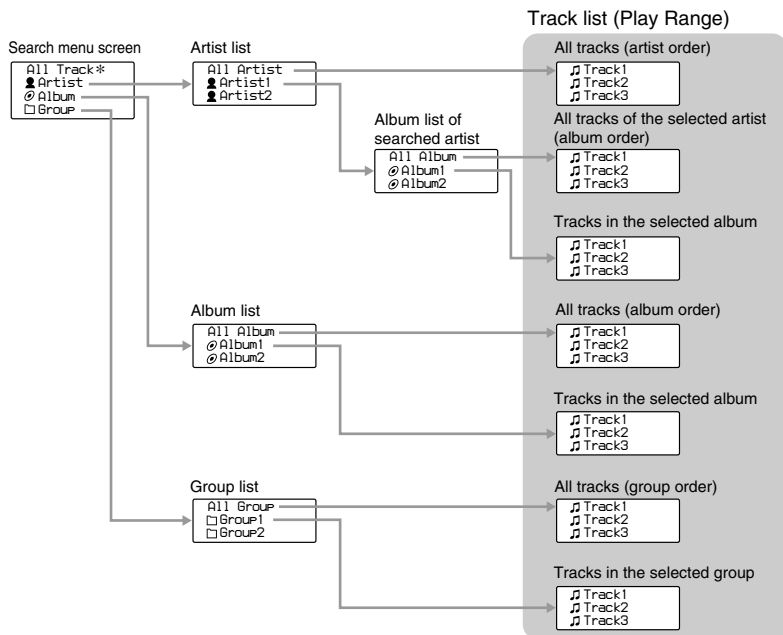 Track list (Play Range)
Search menu screen
All Track*
Artist
Album
Group
Artist list
All Artist
Artist1
Artist2
All tracks (artist order)
Track1
Track2
Track3
Album list of
searched artist
All Album
Album1
Album2
All tracks of the selected artist
(album order)
Track1
Track2
Track3
Tracks in the selected album
Track1
Track2
Track3
Album list
All Album
Album1
Album2
All tracks (album order)
Track1
Track2
Track3
Tracks in the selected album
Track1
Track2
Track3
Group list
All Group
Group1
Group2
All tracks (group order)
Track1
Track2
Track3
Tracks in the selected group
Track1
Track2
Track3